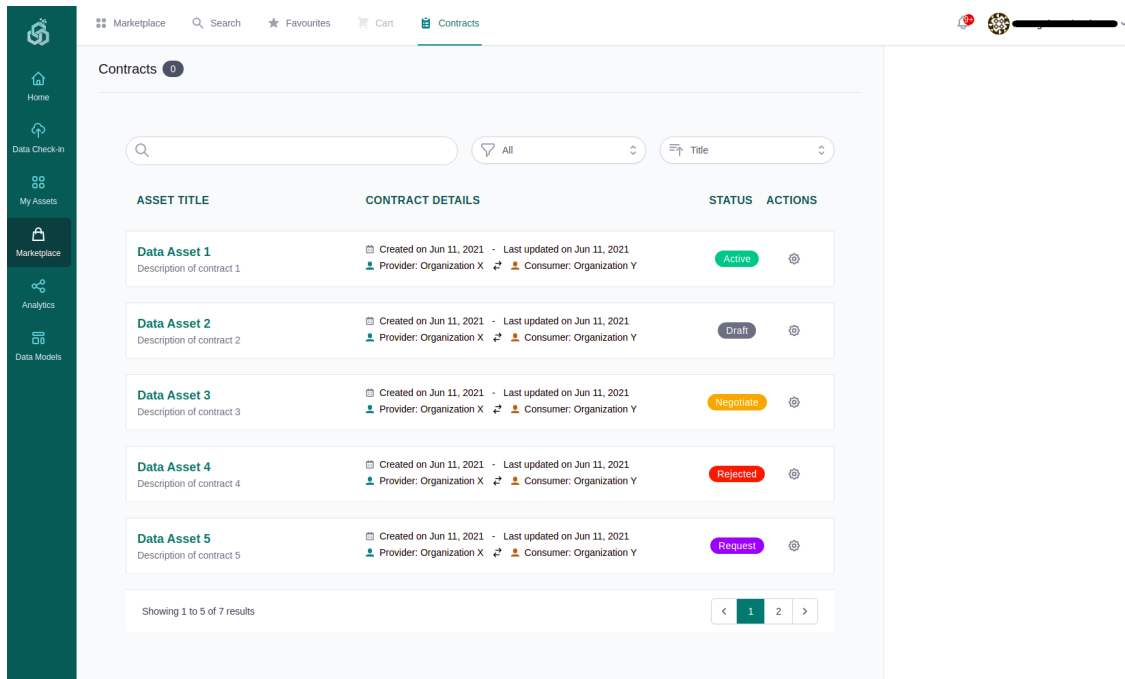 Marketplace Search Favourites Cart Contracts
9+
Home
Data Check-in
My Assets
Marketplace
Analytics
Data Models
Contracts 0
All
Title
ASSET TITLE CONTRACT DETAILS STATUS ACTIONS
Data Asset 1
Description of contract 1
Created on Jun 11, 2021 - Last updated on Jun 11, 2021
Provider: Organization X Consumer: Organization Y
Active
Data Asset 2
Description of contract 2
Created on Jun 11, 2021 - Last updated on Jun 11, 2021
Provider: Organization X Consumer: Organization Y
Draft
Data Asset 3
Description of contract 3
Created on Jun 11, 2021 - Last updated on Jun 11, 2021
Provider: Organization X Consumer: Organization Y
Negotiate
Data Asset 4
Description of contract 4
Created on Jun 11, 2021 - Last updated on Jun 11, 2021
Provider: Organization X Consumer: Organization Y
Rejected
Data Asset 5
Description of contract 5
Created on Jun 11, 2021 - Last updated on Jun 11, 2021
Provider: Organization X Consumer: Organization Y
Request
Showing 1 to 5 of 7 results
1 2